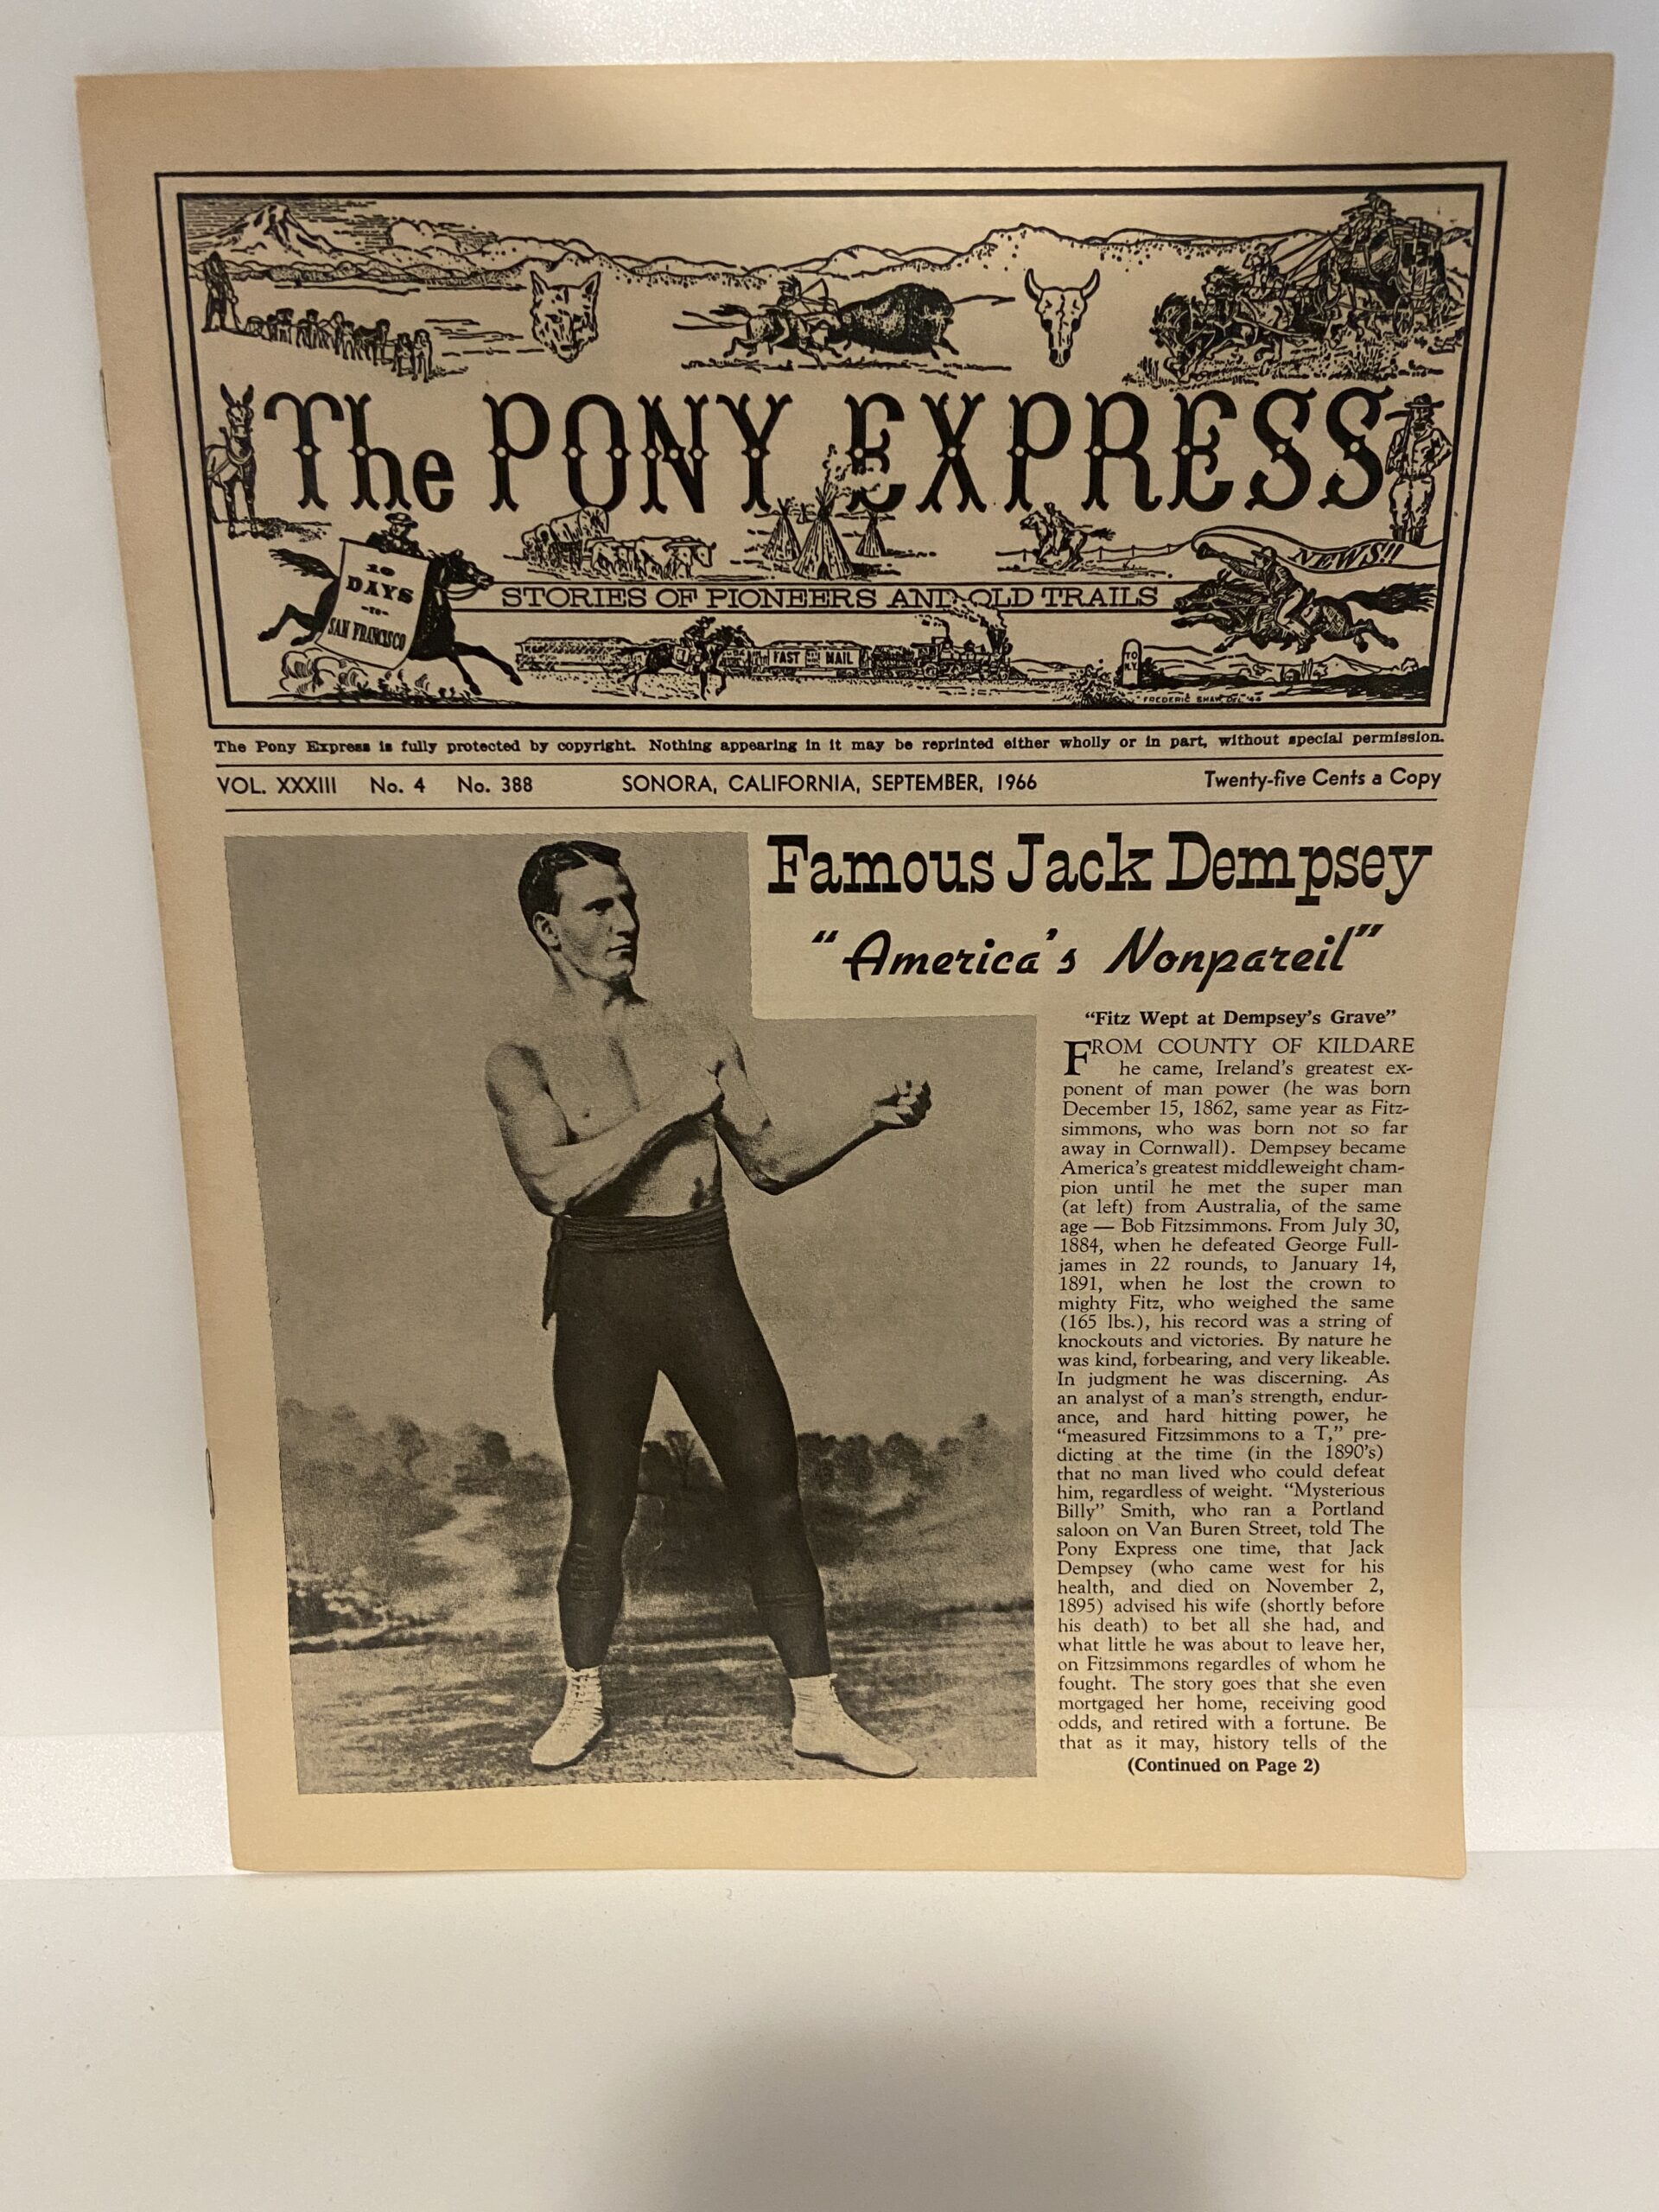 The PONY EXPRESS
NEWS!!
10
DAYS
-TO-
SAN FRANCISCO
STORIES OF PIONEERS AND OLD TRAILS
FAST MAIL
TO
N.Y.
FREDERIC SHAW, DEL. '44
The Pony Express is fully protected by copyright. Nothing appearing in it may be reprinted either wholly or in part, without special permission.
VOL. XXXIII No. 4 No. 388 SONORA, CALIFORNIA, SEPTEMBER, 1966 Twenty-five Cents a Copy
Famous Jack Dempsey
"America's Nonpareil"
"Fitz Wept at Dempsey's Grave"
FROM COUNTY OF KILDARE
he came, Ireland's greatest ex-
ponent of man power (he was born
December 15, 1862, same year as Fitz-
simmons, who was born not so far
away in Cornwall). Dempsey became
America's greatest middleweight cham-
pion until he met the super man
(at left) from Australia, of the same
age — Bob Fitzsimmons. From July 30,
1884, when he defeated George Full-
james in 22 rounds, to January 14,
1891, when he lost the crown to
mighty Fitz, who weighed the same
(165 lbs.), his record was a string of
knockouts and victories. By nature he
was kind, forbearing, and very likeable.
In judgment he was discerning. As
an analyst of a man's strength, endur-
ance, and hard hitting power, he
"measured Fitzsimmons to a T," pre-
dicting at the time (in the 1890's)
that no man lived who could defeat
him, regardless of weight. "Mysterious
Billy" Smith, who ran a Portland
saloon on Van Buren Street, told The
Pony Express one time, that Jack
Dempsey (who came west for his
health, and died on November 2,
1895) advised his wife (shortly before
his death) to bet all she had, and
what little he was about to leave her,
on Fitzsimmons regardles of whom he
fought. The story goes that she even
mortgaged her home, receiving good
odds, and retired with a fortune. Be
that as it may, history tells of the
(Continued on Page 2)